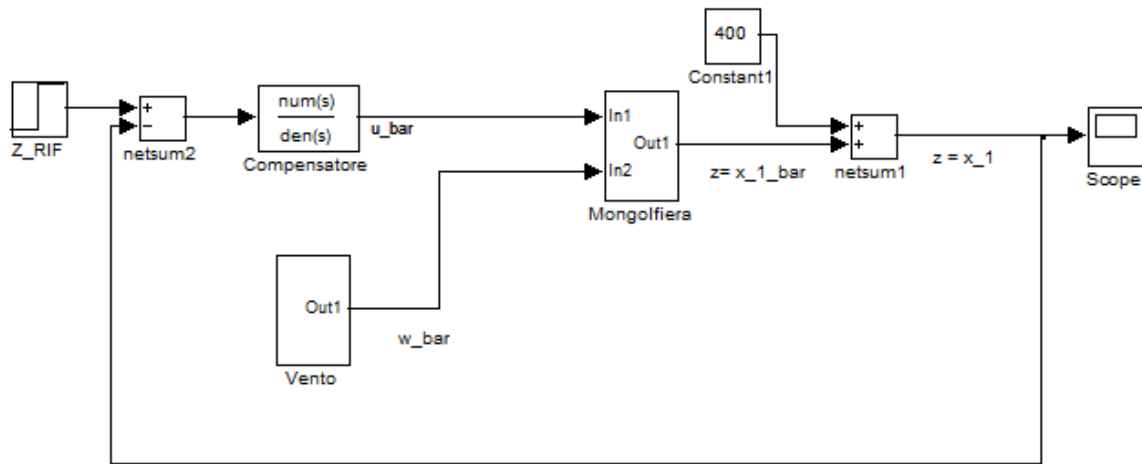 400
Constant1
Z_RIF
+
−
netsum2
num(s)
den(s)
Compensatore
u_bar
In1
In2
Out1
Mongolfiera
z= x_1_bar
+
+
netsum1
z = x_1
Scope
Out1
Vento
w_bar